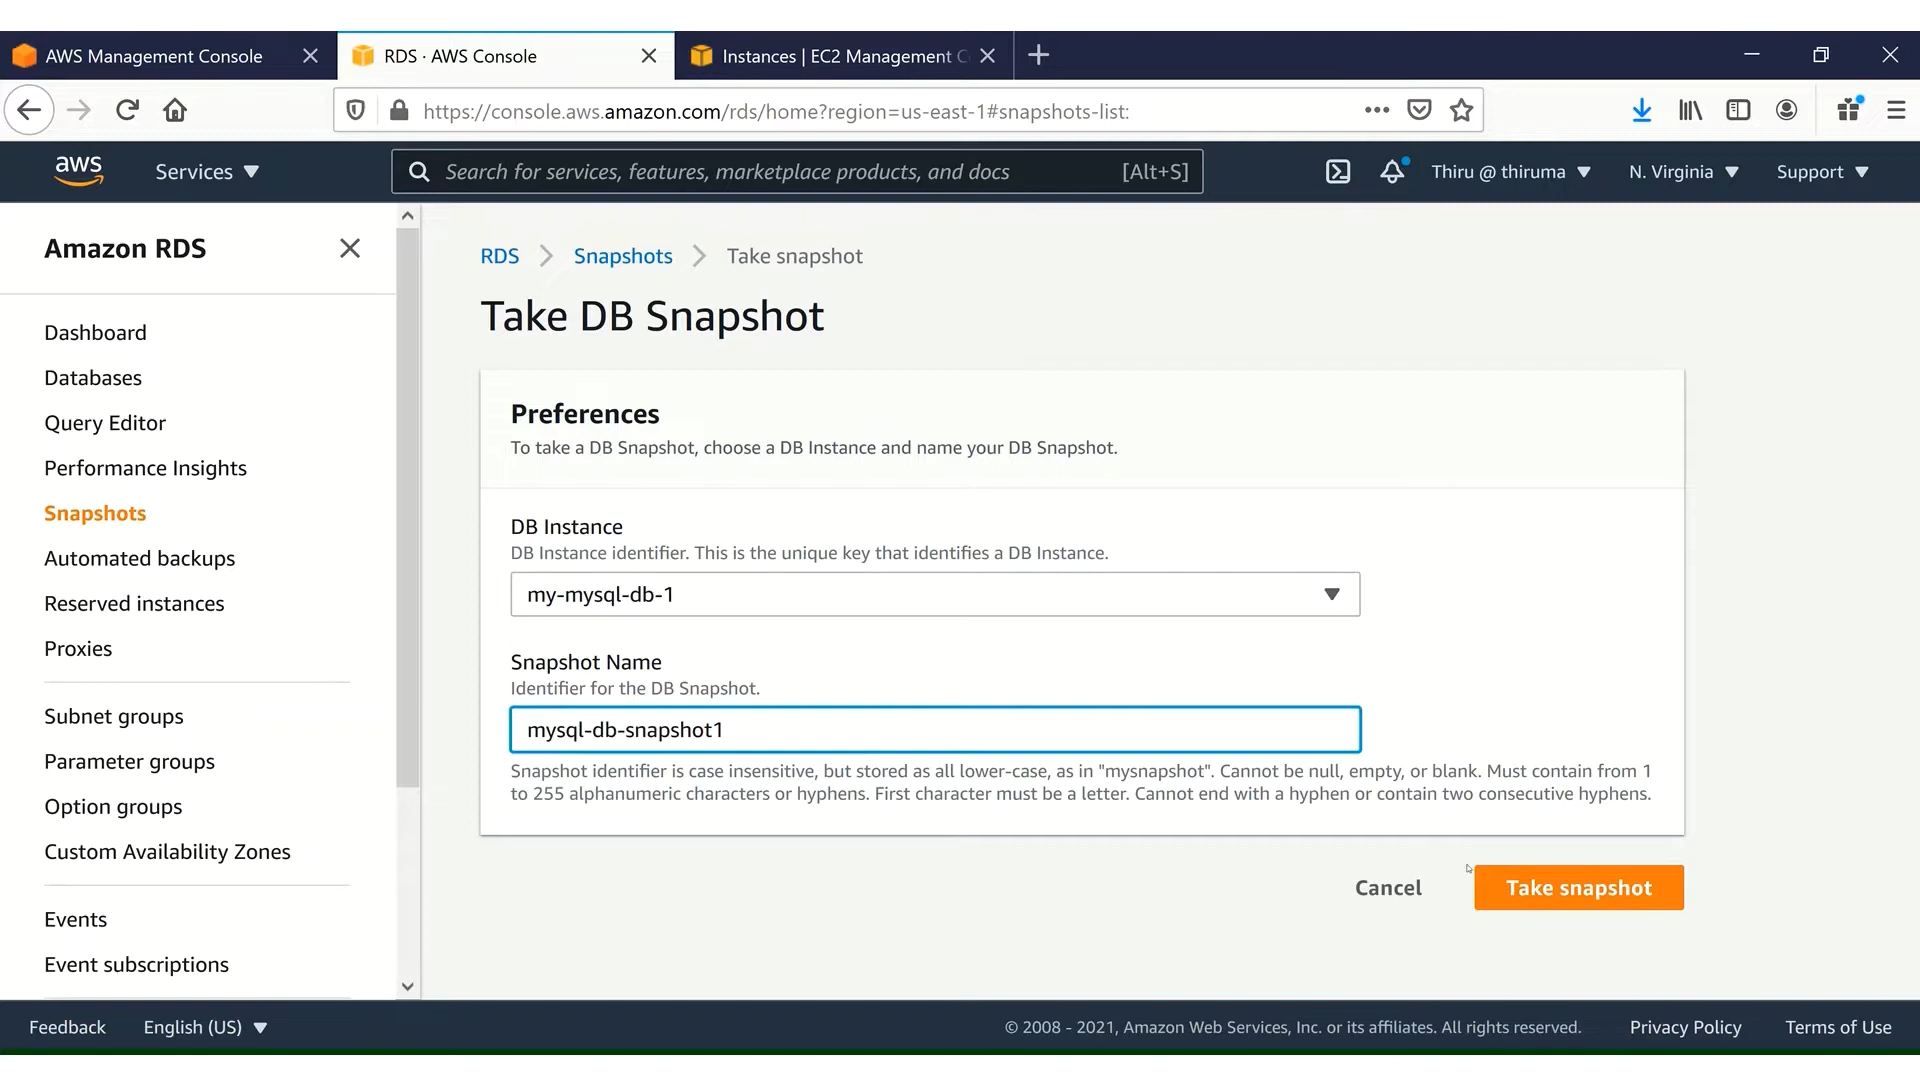 AWS Management Console
RDS · AWS Console
Instances | EC2 Management C
https://console.aws.amazon.com/rds/home?region=us-east-1#snapshots-list:
aws
Services
Search for services, features, marketplace products, and docs
[Alt+S]
Thiru @ thiruma
N. Virginia
Support
Amazon RDS
Dashboard
Databases
Query Editor
Performance Insights
Snapshots
Automated backups
Reserved instances
Proxies
Subnet groups
Parameter groups
Option groups
Custom Availability Zones
Events
Event subscriptions
RDS
Snapshots
Take snapshot
Take DB Snapshot
Preferences
To take a DB Snapshot, choose a DB Instance and name your DB Snapshot.
DB Instance
DB Instance identifier. This is the unique key that identifies a DB Instance.
my-mysql-db-1
Snapshot Name
Identifier for the DB Snapshot.
mysql-db-snapshot1
Snapshot identifier is case insensitive, but stored as all lower-case, as in "mysnapshot". Cannot be null, empty, or blank. Must contain from 1
to 255 alphanumeric characters or hyphens. First character must be a letter. Cannot end with a hyphen or contain two consecutive hyphens.
Cancel
Take snapshot
Feedback
English (US)
© 2008 - 2021, Amazon Web Services, Inc. or its affiliates. All rights reserved.
Privacy Policy
Terms of Use